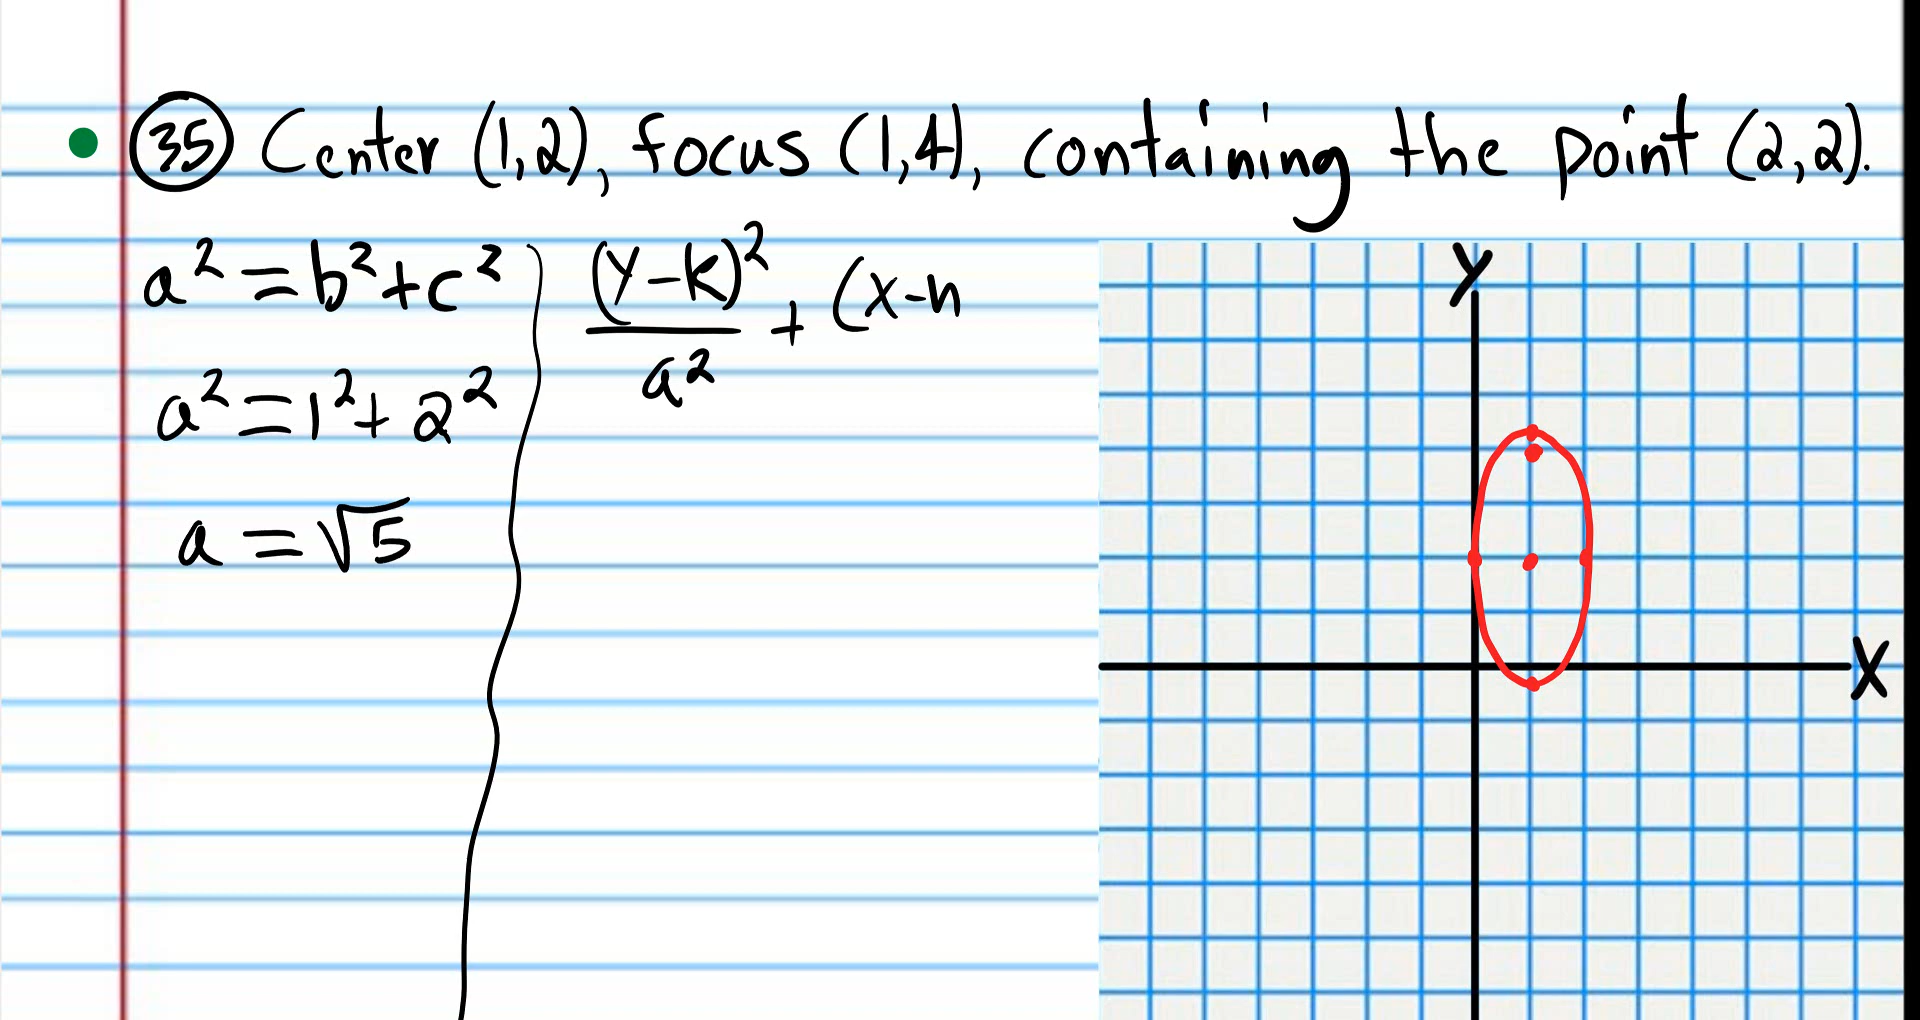 35 Center (1,2), focus (1,4), containing the point (2,2).
a² = b² + c²
a² = 1² + 2²
a = √5
(y-k)²/a² + (x-h
y
x